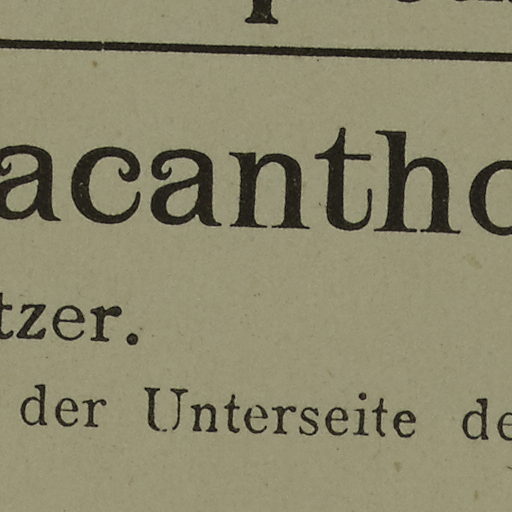 acantho
tzer.
der Unterseite de